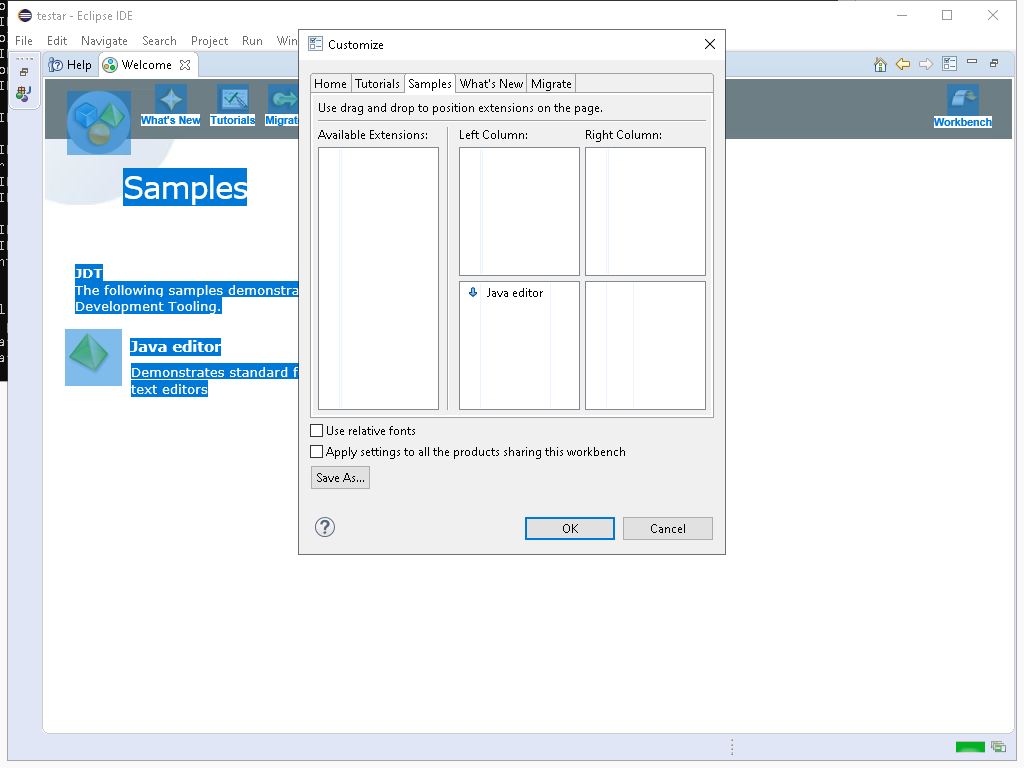 testar - Eclipse IDE
File Edit Navigate Search Project Run Win
Help
Welcome
What's New
Tutorials
Migrat
Workbench
Samples
JDT
The following samples demonstra
Development Tooling.
Java editor
Demonstrates standard f
text editors
Customize
Home Tutorials Samples What's New Migrate
Use drag and drop to position extensions on the page.
Available Extensions: Left Column: Right Column:
Java editor
Use relative fonts
Apply settings to all the products sharing this workbench
Save As...
?
OK Cancel